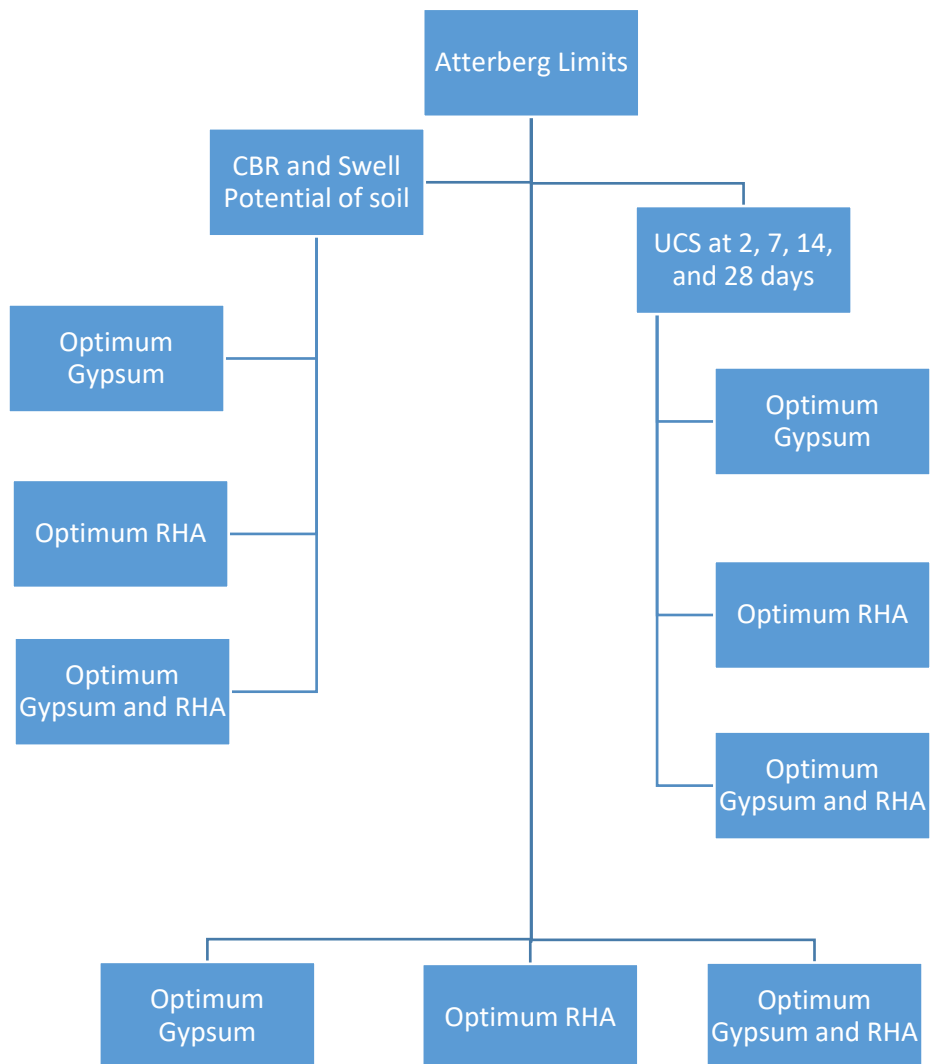 Atterberg Limits
CBR and Swell
Potential of soil
UCS at 2, 7, 14,
and 28 days
Optimum
Gypsum
Optimum
Gypsum
Optimum RHA
Optimum RHA
Optimum
Gypsum and RHA
Optimum
Gypsum and RHA
Optimum
Gypsum
Optimum RHA
Optimum
Gypsum and RHA